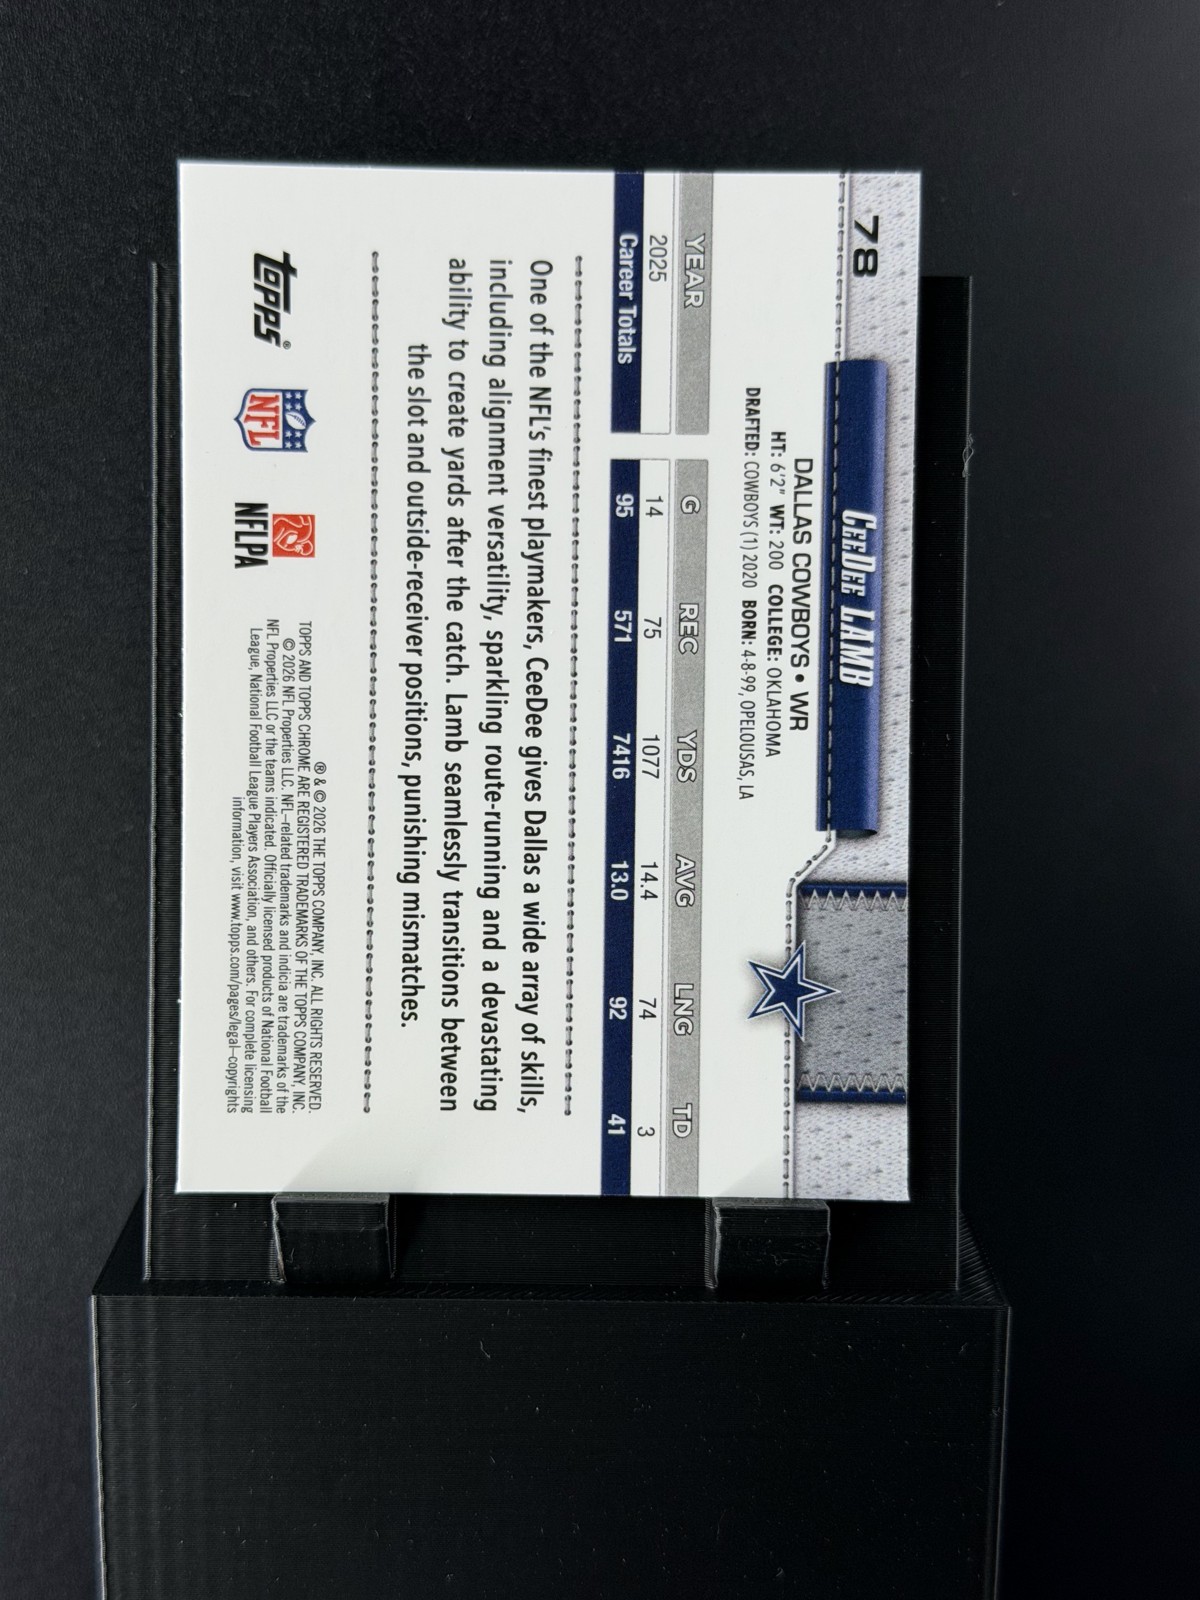 78
CeeDee Lamb
DALLAS COWBOYS • WR
HT: 6'2" WT: 200 COLLEGE: OKLAHOMA
DRAFTED: COWBOYS (1) 2020 BORN: 4-8-99, OPELOUSAS, LA
YEAR G REC YDS AVG LNG TD
2025 14 75 1077 14.4 74 3
Career Totals 95 571 7416 13.0 92 41
One of the NFL's finest playmakers, CeeDee gives Dallas a wide array of skills,
including alignment versatility, sparkling route-running and a devastating
ability to create yards after the catch. Lamb seamlessly transitions between
the slot and outside-receiver positions, punishing mismatches.
topps®
NFL
NFLPA
® & © 2026 THE TOPPS COMPANY, INC. ALL RIGHTS RESERVED.
TOPPS AND TOPPS CHROME ARE REGISTERED TRADEMARKS OF THE TOPPS COMPANY, INC.
© 2026 NFL Properties LLC. NFL-related trademarks and indicia are trademarks of the
NFL Properties LLC or the teams indicated. Officially licensed products of National Football
League, National Football League Players Association, and others. For complete licensing
information, visit www.topps.com/pages/legal-copyrights